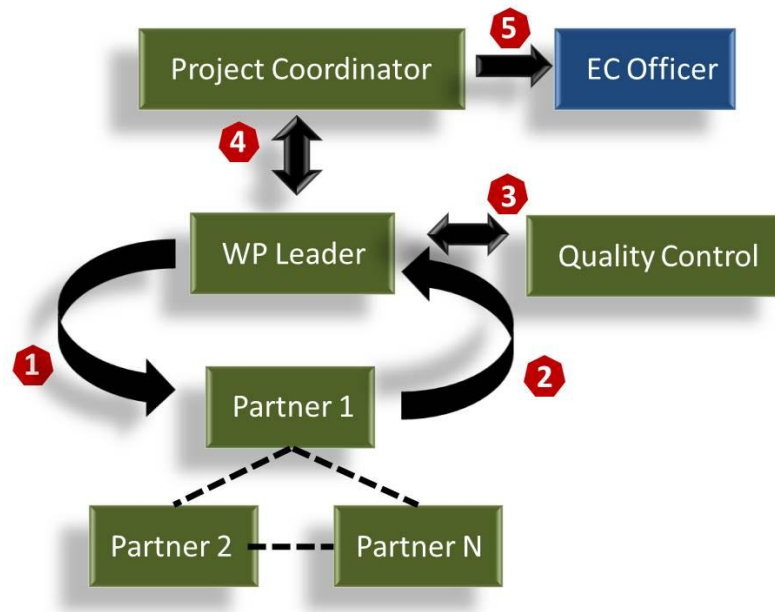 5
Project Coordinator
EC Officer
4
3
WP Leader
Quality Control
1
2
Partner 1
Partner 2
Partner N